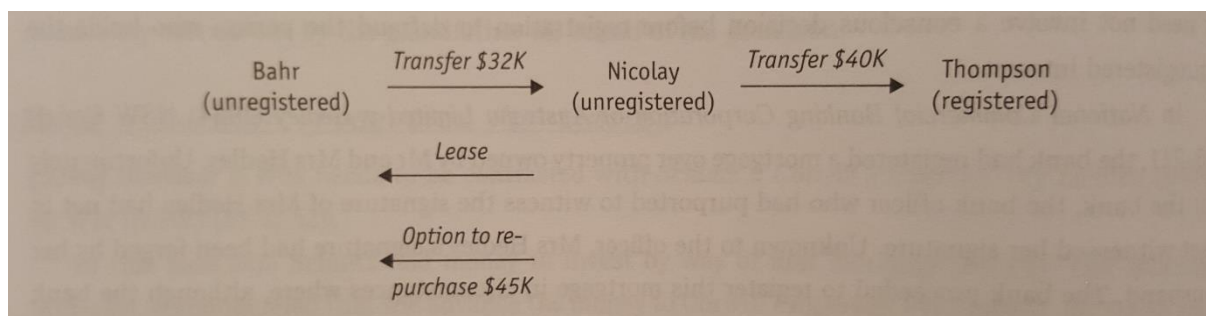 Bahr
(unregistered)
Transfer $32K
Nicolay
(unregistered)
Transfer $40K
Thompson
(registered)
Lease
Option to re-
purchase $45K